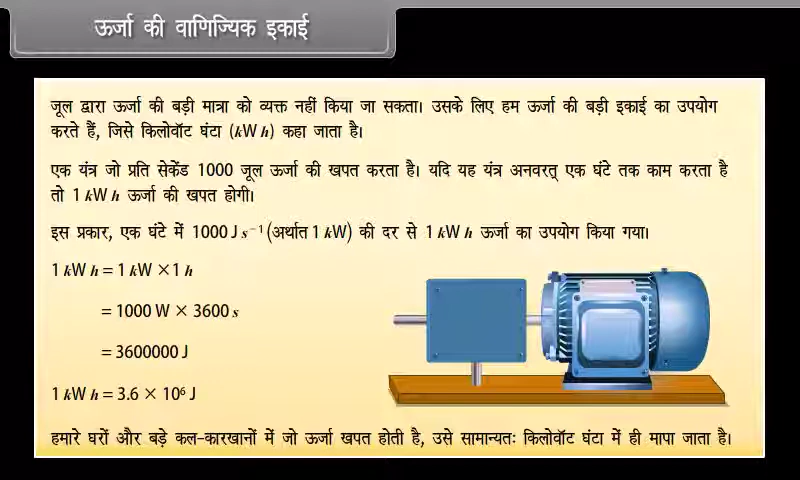 ऊर्जा की वाणिज्यिक इकाई
जूल द्वारा ऊर्जा की बड़ी मात्रा को व्यक्त नहीं किया जा सकता। उसके लिए हम ऊर्जा की बड़ी इकाई का उपयोग
करते हैं, जिसे किलोवॉट घंटा (kW h) कहा जाता है।
एक यंत्र जो प्रति सेकेंड 1000 जूल ऊर्जा की खपत करता है। यदि यह यंत्र अनवरत् एक घंटे तक काम करता है
तो 1 kW h ऊर्जा की खपत होगी।
इस प्रकार, एक घंटे में 1000 J s⁻¹ (अर्थात 1 kW) की दर से 1 kW h ऊर्जा का उपयोग किया गया।
1 kW h = 1 kW × 1 h
= 1000 W × 3600 s
= 3600000 J
1 kW h = 3.6 × 10⁶ J
हमारे घरों और बड़े कल-कारखानों में जो ऊर्जा खपत होती है, उसे सामान्यतः किलोवॉट घंटा में ही मापा जाता है।